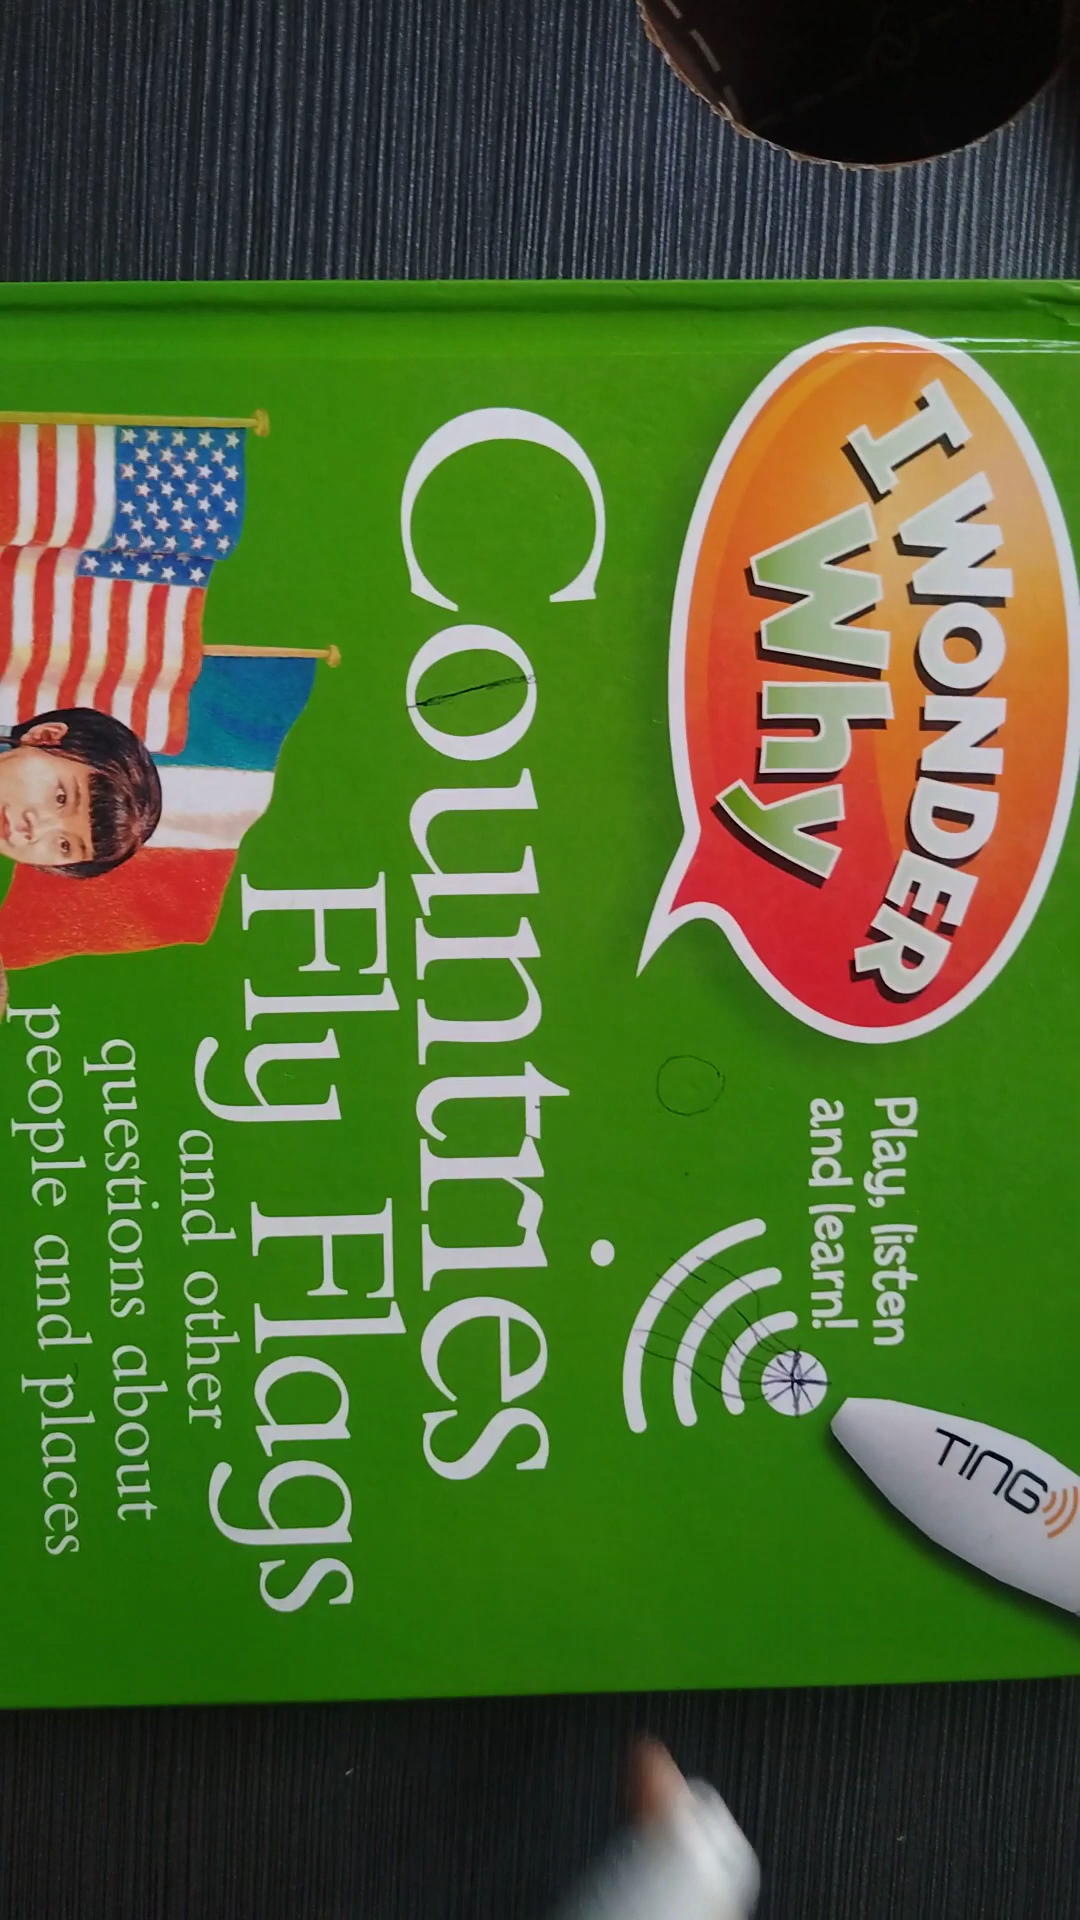 I WONDER
Why
Play, listen
and learn!
TING
Countries
Fly Flags
and other
questions about
people and places